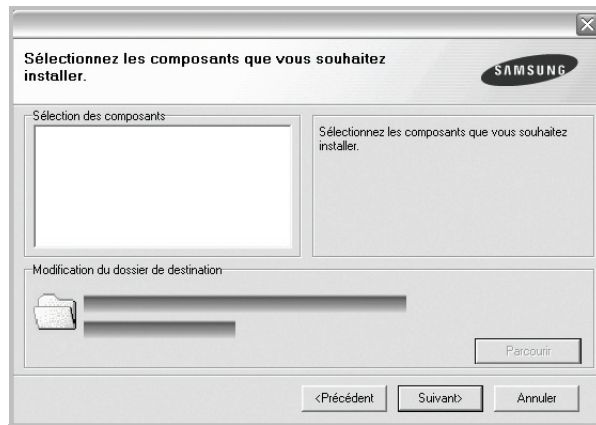 Sélectionnez les composants que vous souhaitez
installer.
SAMSUNG
Sélection des composants
Sélectionnez les composants que vous souhaitez
installer.
Modification du dossier de destination
Parcourir
<Précédent
Suivant>
Annuler